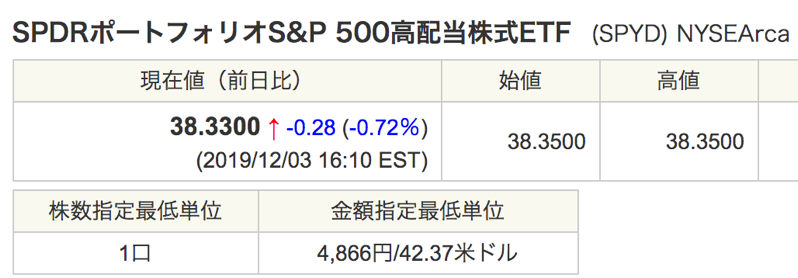 SPDRポートフォリオS&P 500高配当株式ETF (SPYD) NYSEArca
現在値（前日比） 始値 高値
38.3300 ↑ -0.28 (-0.72%) 38.3500 38.3500
(2019/12/03 16:10 EST)
株数指定最低単位 金額指定最低単位
1口 4,866円/42.37米ドル